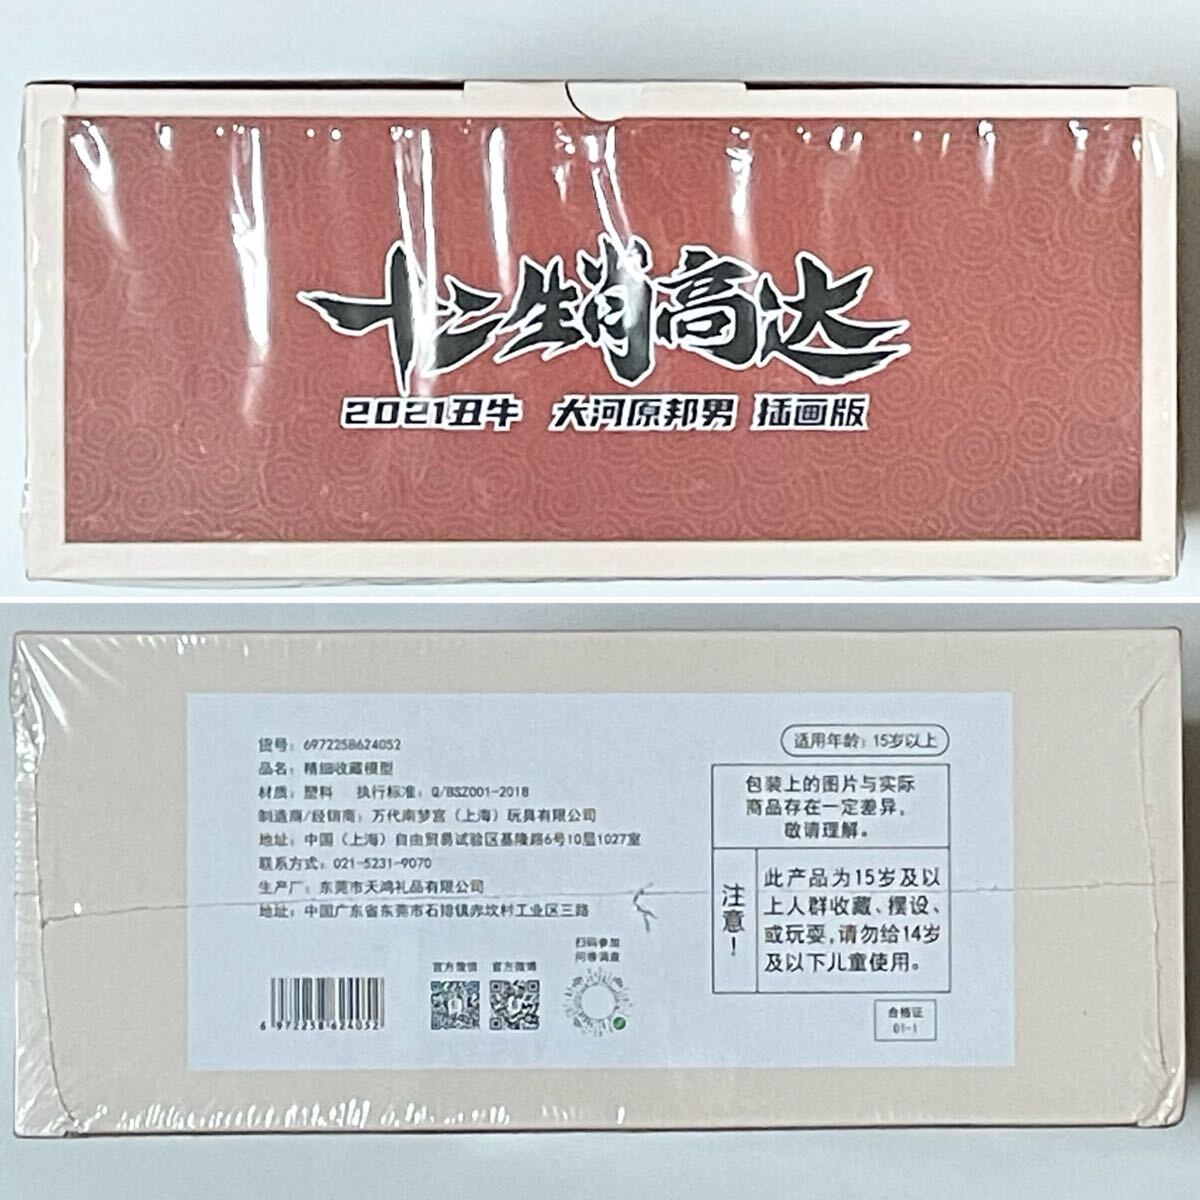 十二生肖高达
2021丑牛 大河原邦男 插画版
货号：6972258624052
品名：精细收藏模型
材质：塑料 执行标准：Q/BSZ001-2018
制造商/经销商：万代南梦宫（上海）玩具有限公司
地址：中国（上海）自由贸易试验区基隆路6号10层1027室
联系方式：021-5231-9070
生产厂：东莞市天鸿礼品有限公司
地址：中国广东省东莞市石排镇赤坎村工业区三路
官方微信 官方微博
扫码参加
问卷调查
6 972258 624052
适用年龄：15岁以上
包装上的图片与实际
商品存在一定差异，
敬请理解。
注意！
此产品为15岁及以
上人群收藏、摆设、
或玩耍，请勿给14岁
及以下儿童使用。
合格证
01-1